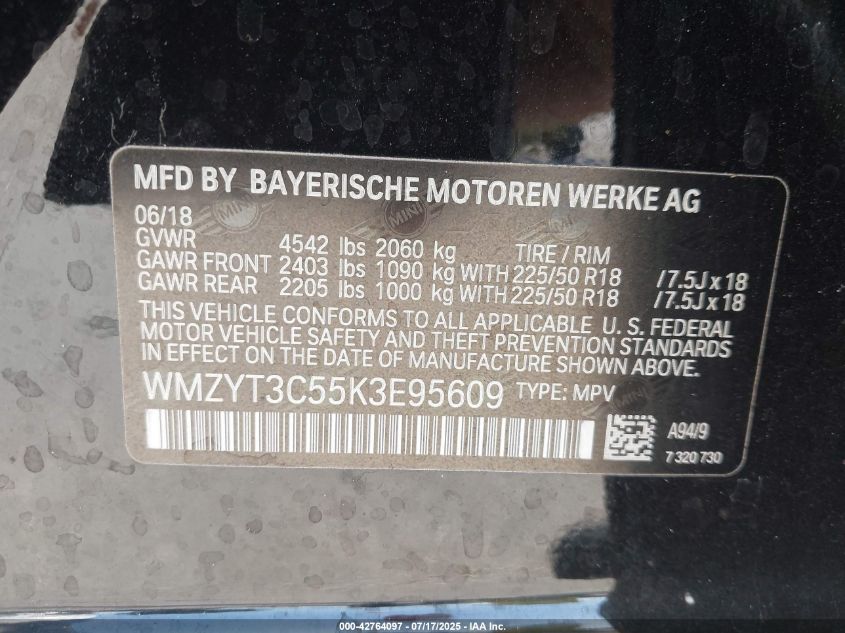 MFD BY BAYERISCHE MOTOREN WERKE AG
06/18
GVWR 4542 lbs 2060 kg TIRE / RIM
GAWR FRONT 2403 lbs 1090 kg WITH 225/50 R18 /7.5J x 18
GAWR REAR 2205 lbs 1000 kg WITH 225/50 R18 /7.5J x 18
THIS VEHICLE CONFORMS TO ALL APPLICABLE U. S. FEDERAL
MOTOR VEHICLE SAFETY AND THEFT PREVENTION STANDARDS
IN EFFECT ON THE DATE OF MANUFACTURE SHOWN ABOVE.
WMZYT3C55K3E95609 TYPE: MPV
A94/9
7 320 730
MINI
MINI
MINI
000-42764097 - 07/17/2025 - IAA Inc.